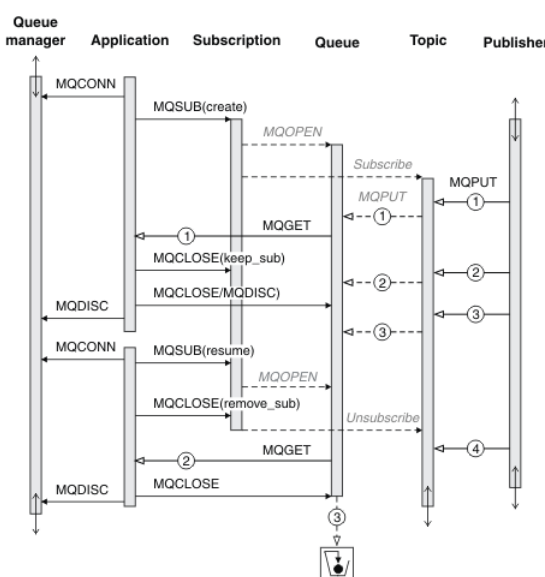 Queue manager Application Subscription Queue Topic Publisher
MQCONN
MQSUB(create)
MQOPEN
Subscribe
MQPUT
1
MQPUT
1
MQGET
1
MQCLOSE(keep_sub)
2
2
MQCLOSE/MQDISC)
MQDISC
3
3
MQCONN
MQSUB(resume)
MQOPEN
MQCLOSE(remove_sub)
Unsubscribe
MQGET
4
2
MQCLOSE
MQDISC
3